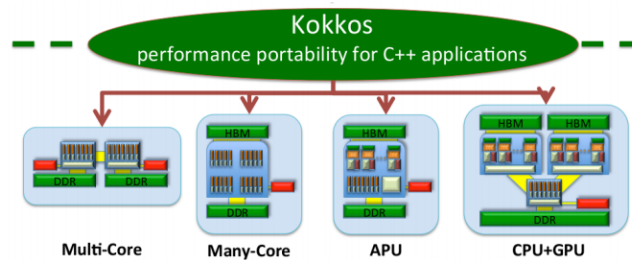 Kokkos
performance portability for C++ applications
HBM
HBM
HBM
HBM
DDR
DDR
DDR
DDR
DDR
Multi-Core
Many-Core
APU
CPU+GPU